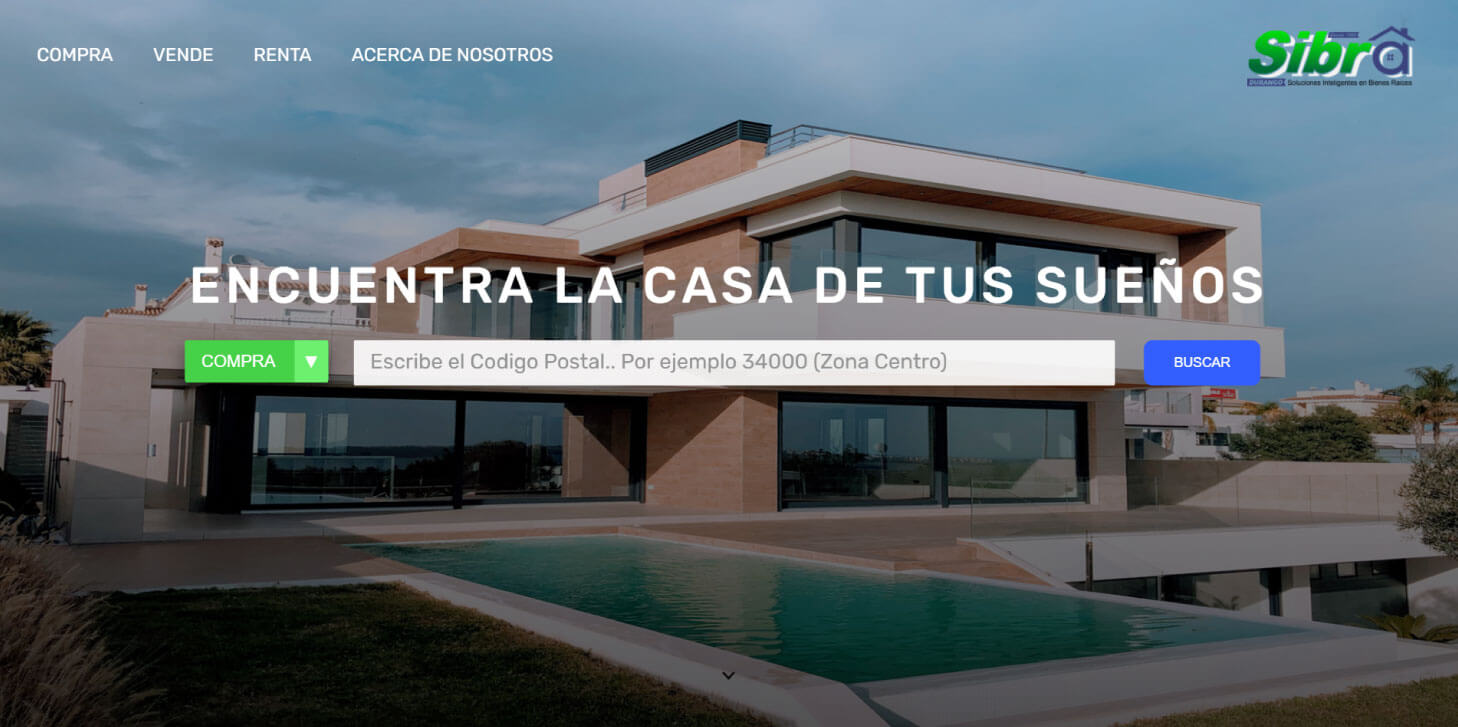 COMPRA VENDE RENTA ACERCA DE NOSOTROS
Sibra
DURANGO Soluciones Inteligentes en Bienes Raices
ENCUENTRA LA CASA DE TUS SUEÑOS
COMPRA ▼ Escribe el Codigo Postal.. Por ejemplo 34000 (Zona Centro) BUSCAR